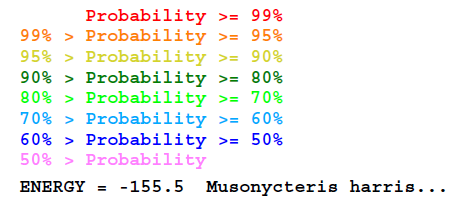 Probability >= 99%
99% > Probability >= 95%
95% > Probability >= 90%
90% > Probability >= 80%
80% > Probability >= 70%
70% > Probability >= 60%
60% > Probability >= 50%
50% > Probability
ENERGY = -155.5 Musonycteris harris...